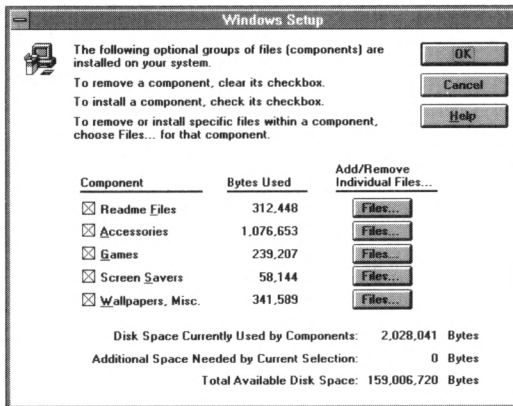 Windows Setup
The following optional groups of files (components) are
installed on your system.
To remove a component, clear its checkbox.
To install a component, check its checkbox.
To remove or install specific files within a component,
choose Files... for that component.
OK
Cancel
Help
Add/Remove
Component Bytes Used Individual Files...
Readme Files 312,448 Files...
Accessories 1,076,653 Files...
Games 239,207 Files...
Screen Savers 58,144 Files...
Wallpapers, Misc. 341,589 Files...
Disk Space Currently Used by Components: 2,028,041 Bytes
Additional Space Needed by Current Selection: 0 Bytes
Total Available Disk Space: 159,006,720 Bytes